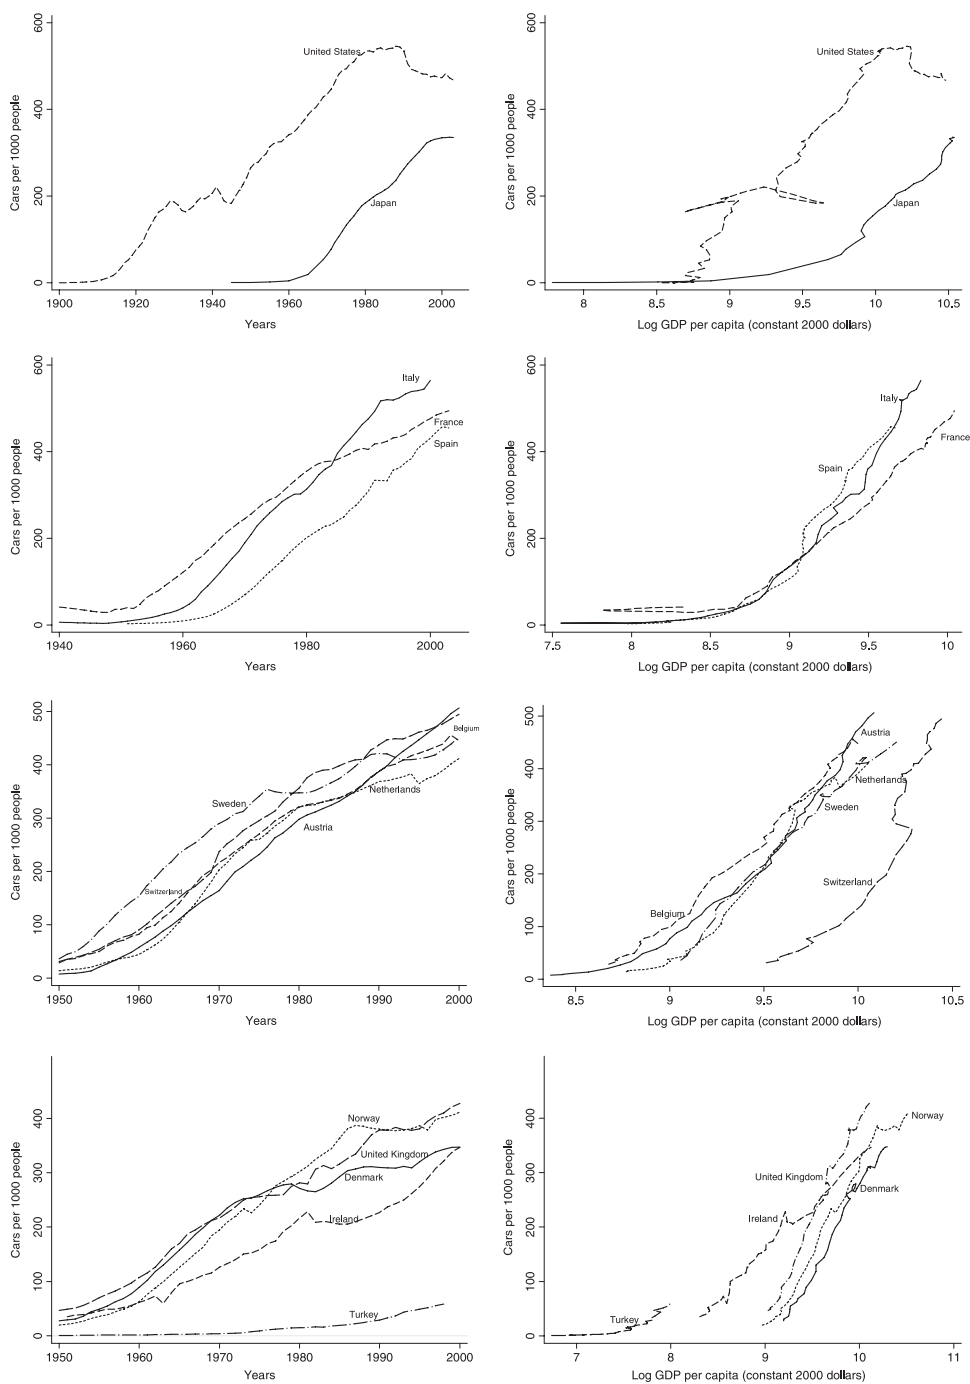 Cars per 1000 people
600
400
200
0
United States
Japan
1900 1920 1940 1960 1980 2000
Years
Cars per 1000 people
600
400
200
0
United States
Japan
8 8.5 9 9.5 10 10.5
Log GDP per capita (constant 2000 dollars)
Cars per 1000 people
600
400
200
0
Italy
France
Spain
1940 1960 1980 2000
Years
Cars per 1000 people
600
400
200
0
Italy
France
Spain
7.5 8 8.5 9 9.5 10
Log GDP per capita (constant 2000 dollars)
Cars per 1000 people
500
400
300
200
100
0
Belgium
Netherlands
Sweden
Austria
Switzerland
1950 1960 1970 1980 1990 2000
Years
Cars per 1000 people
500
400
300
200
100
0
Austria
Netherlands
Sweden
Switzerland
Belgium
8.5 9 9.5 10 10.5
Log GDP per capita (constant 2000 dollars)
Cars per 1000 people
400
300
200
100
0
Norway
United Kingdom
Denmark
Ireland
Turkey
1950 1960 1970 1980 1990 2000
Years
Cars per 1000 people
400
300
200
100
0
Norway
United Kingdom
Denmark
Ireland
Turkey
7 8 9 10 11
Log GDP per capita (constant 2000 dollars)